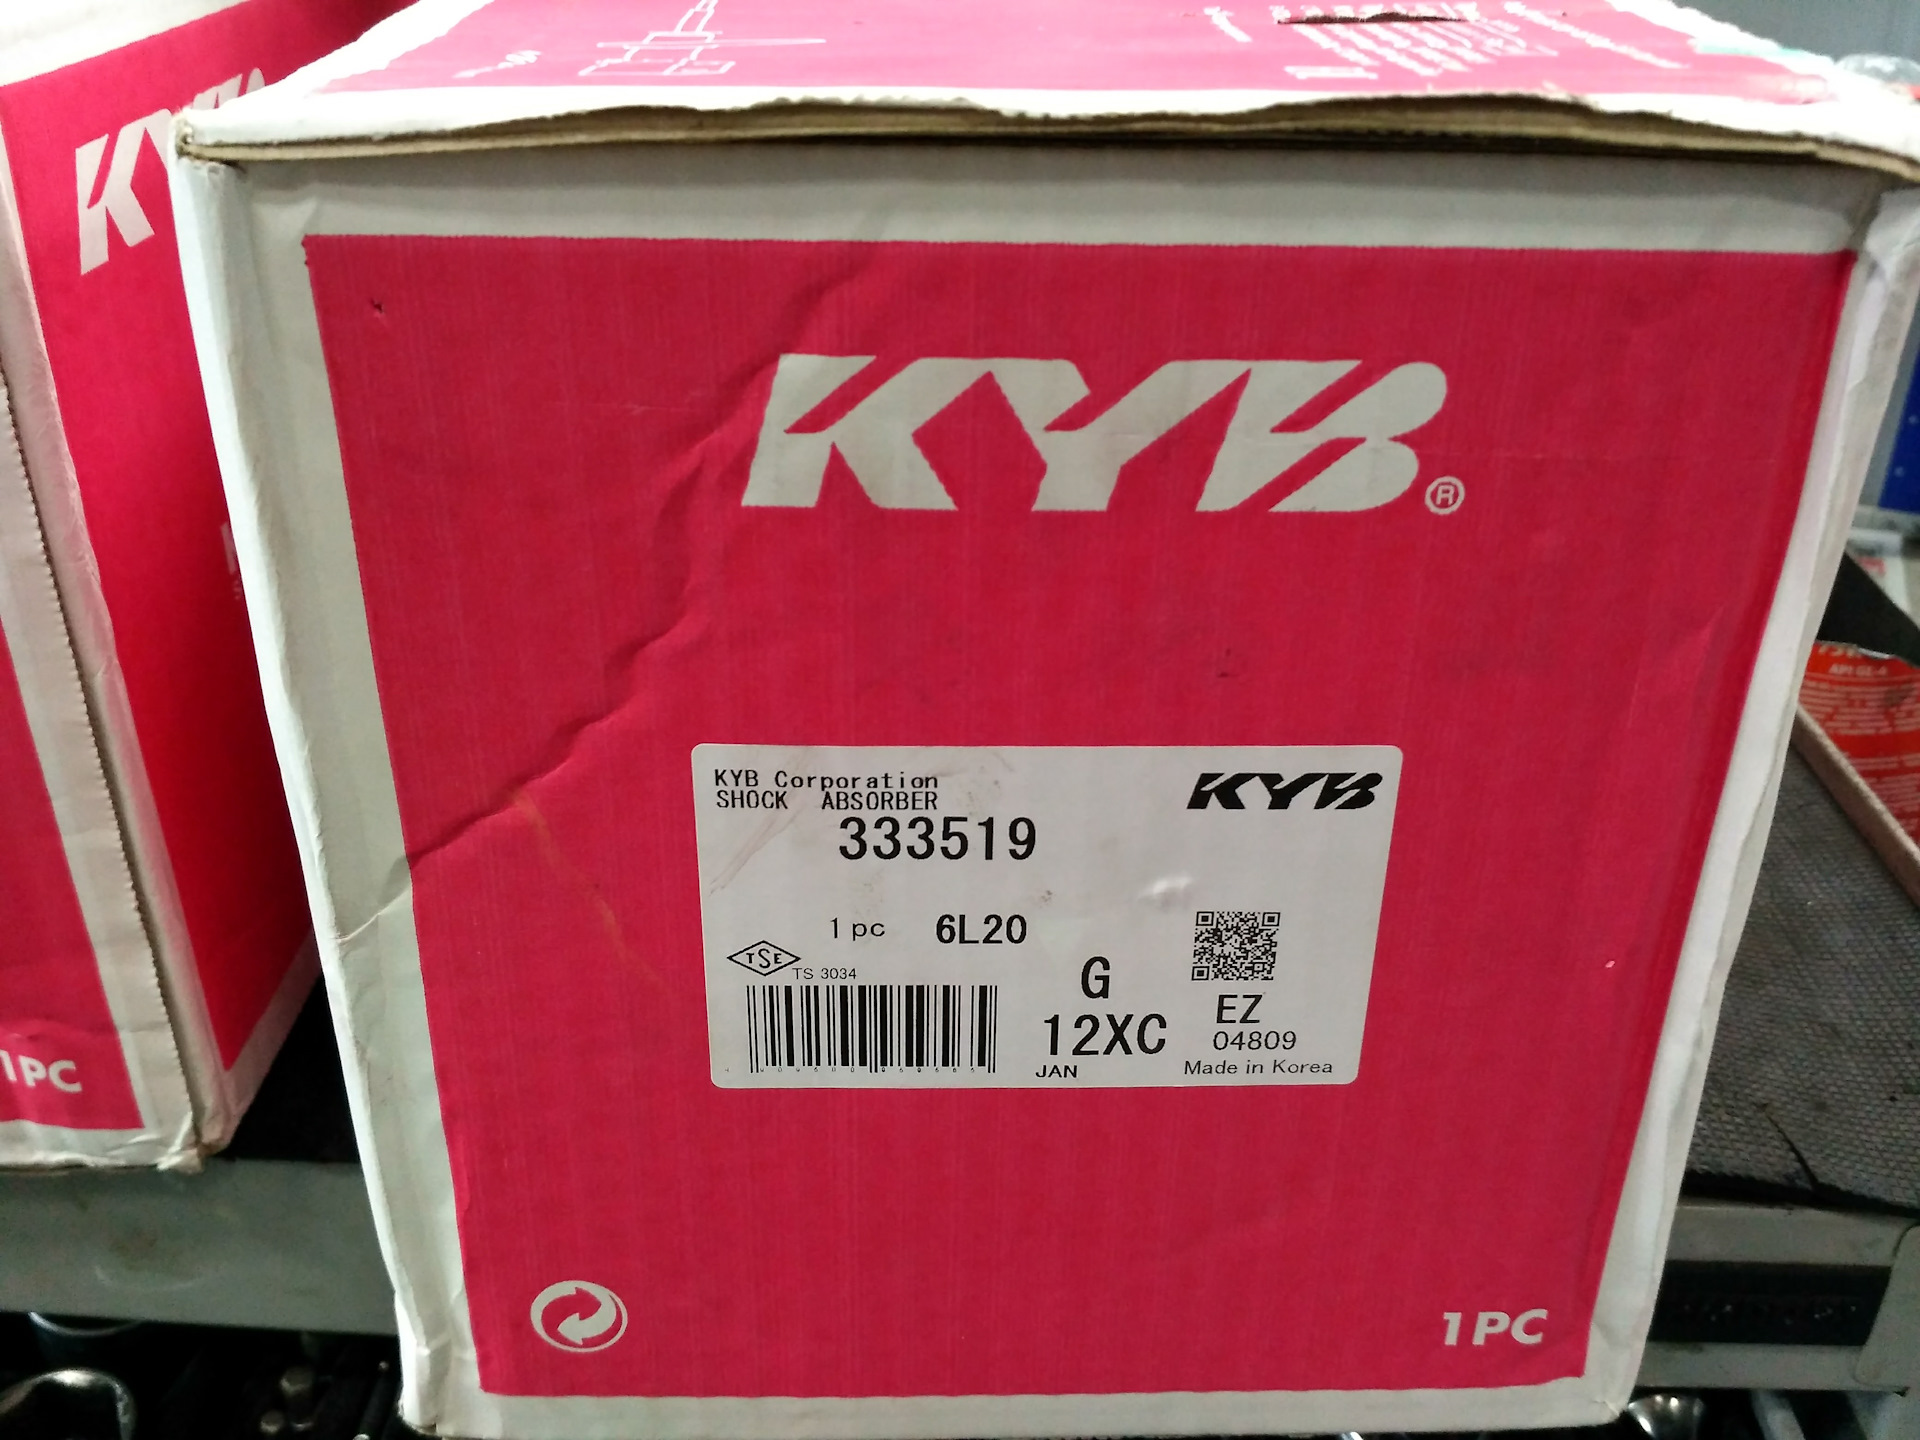 KYB
KYB®
KYB Corporation
KYB
SHOCK ABSORBER
333519
1 pc 6L20
TSE
TS 3034
G
EZ
12XC
04809
JAN
Made in Korea
1PC
1PC